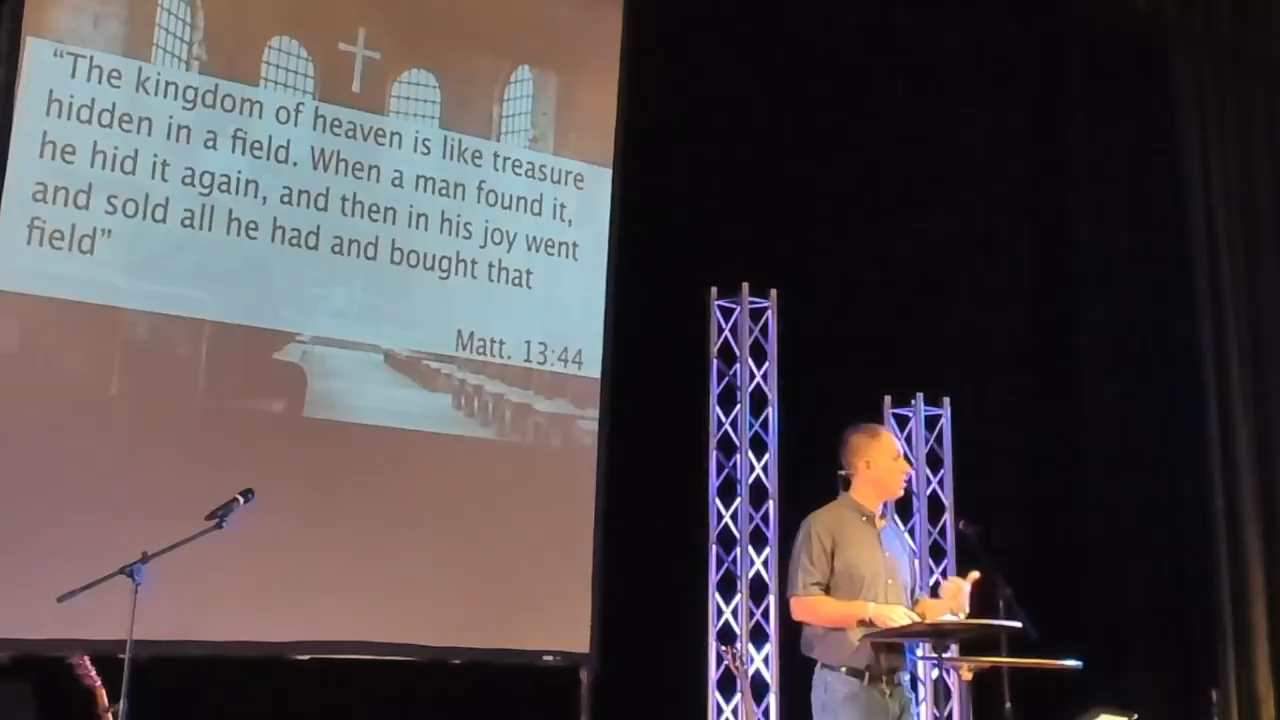 “The kingdom of heaven is like treasure
hidden in a field. When a man found it,
he hid it again, and then in his joy went
and sold all he had and bought that
field”
Matt. 13:44